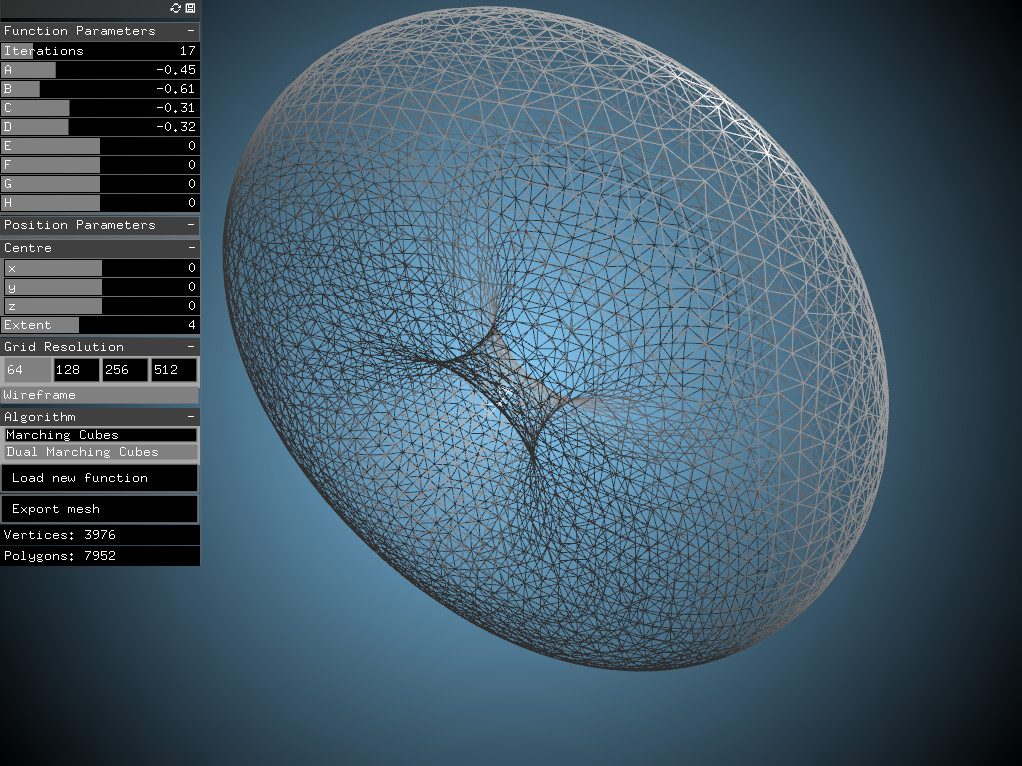 Function Parameters −
Iterations 17
A −0.45
B −0.61
C −0.31
D −0.32
E 0
F 0
G 0
H 0
Position Parameters −
Centre −
x 0
y 0
z 0
Extent 4
Grid Resolution −
64 128 256 512
Wireframe
Algorithm −
Marching Cubes
Dual Marching Cubes
Load new function
Export mesh
Vertices: 3976
Polygons: 7952